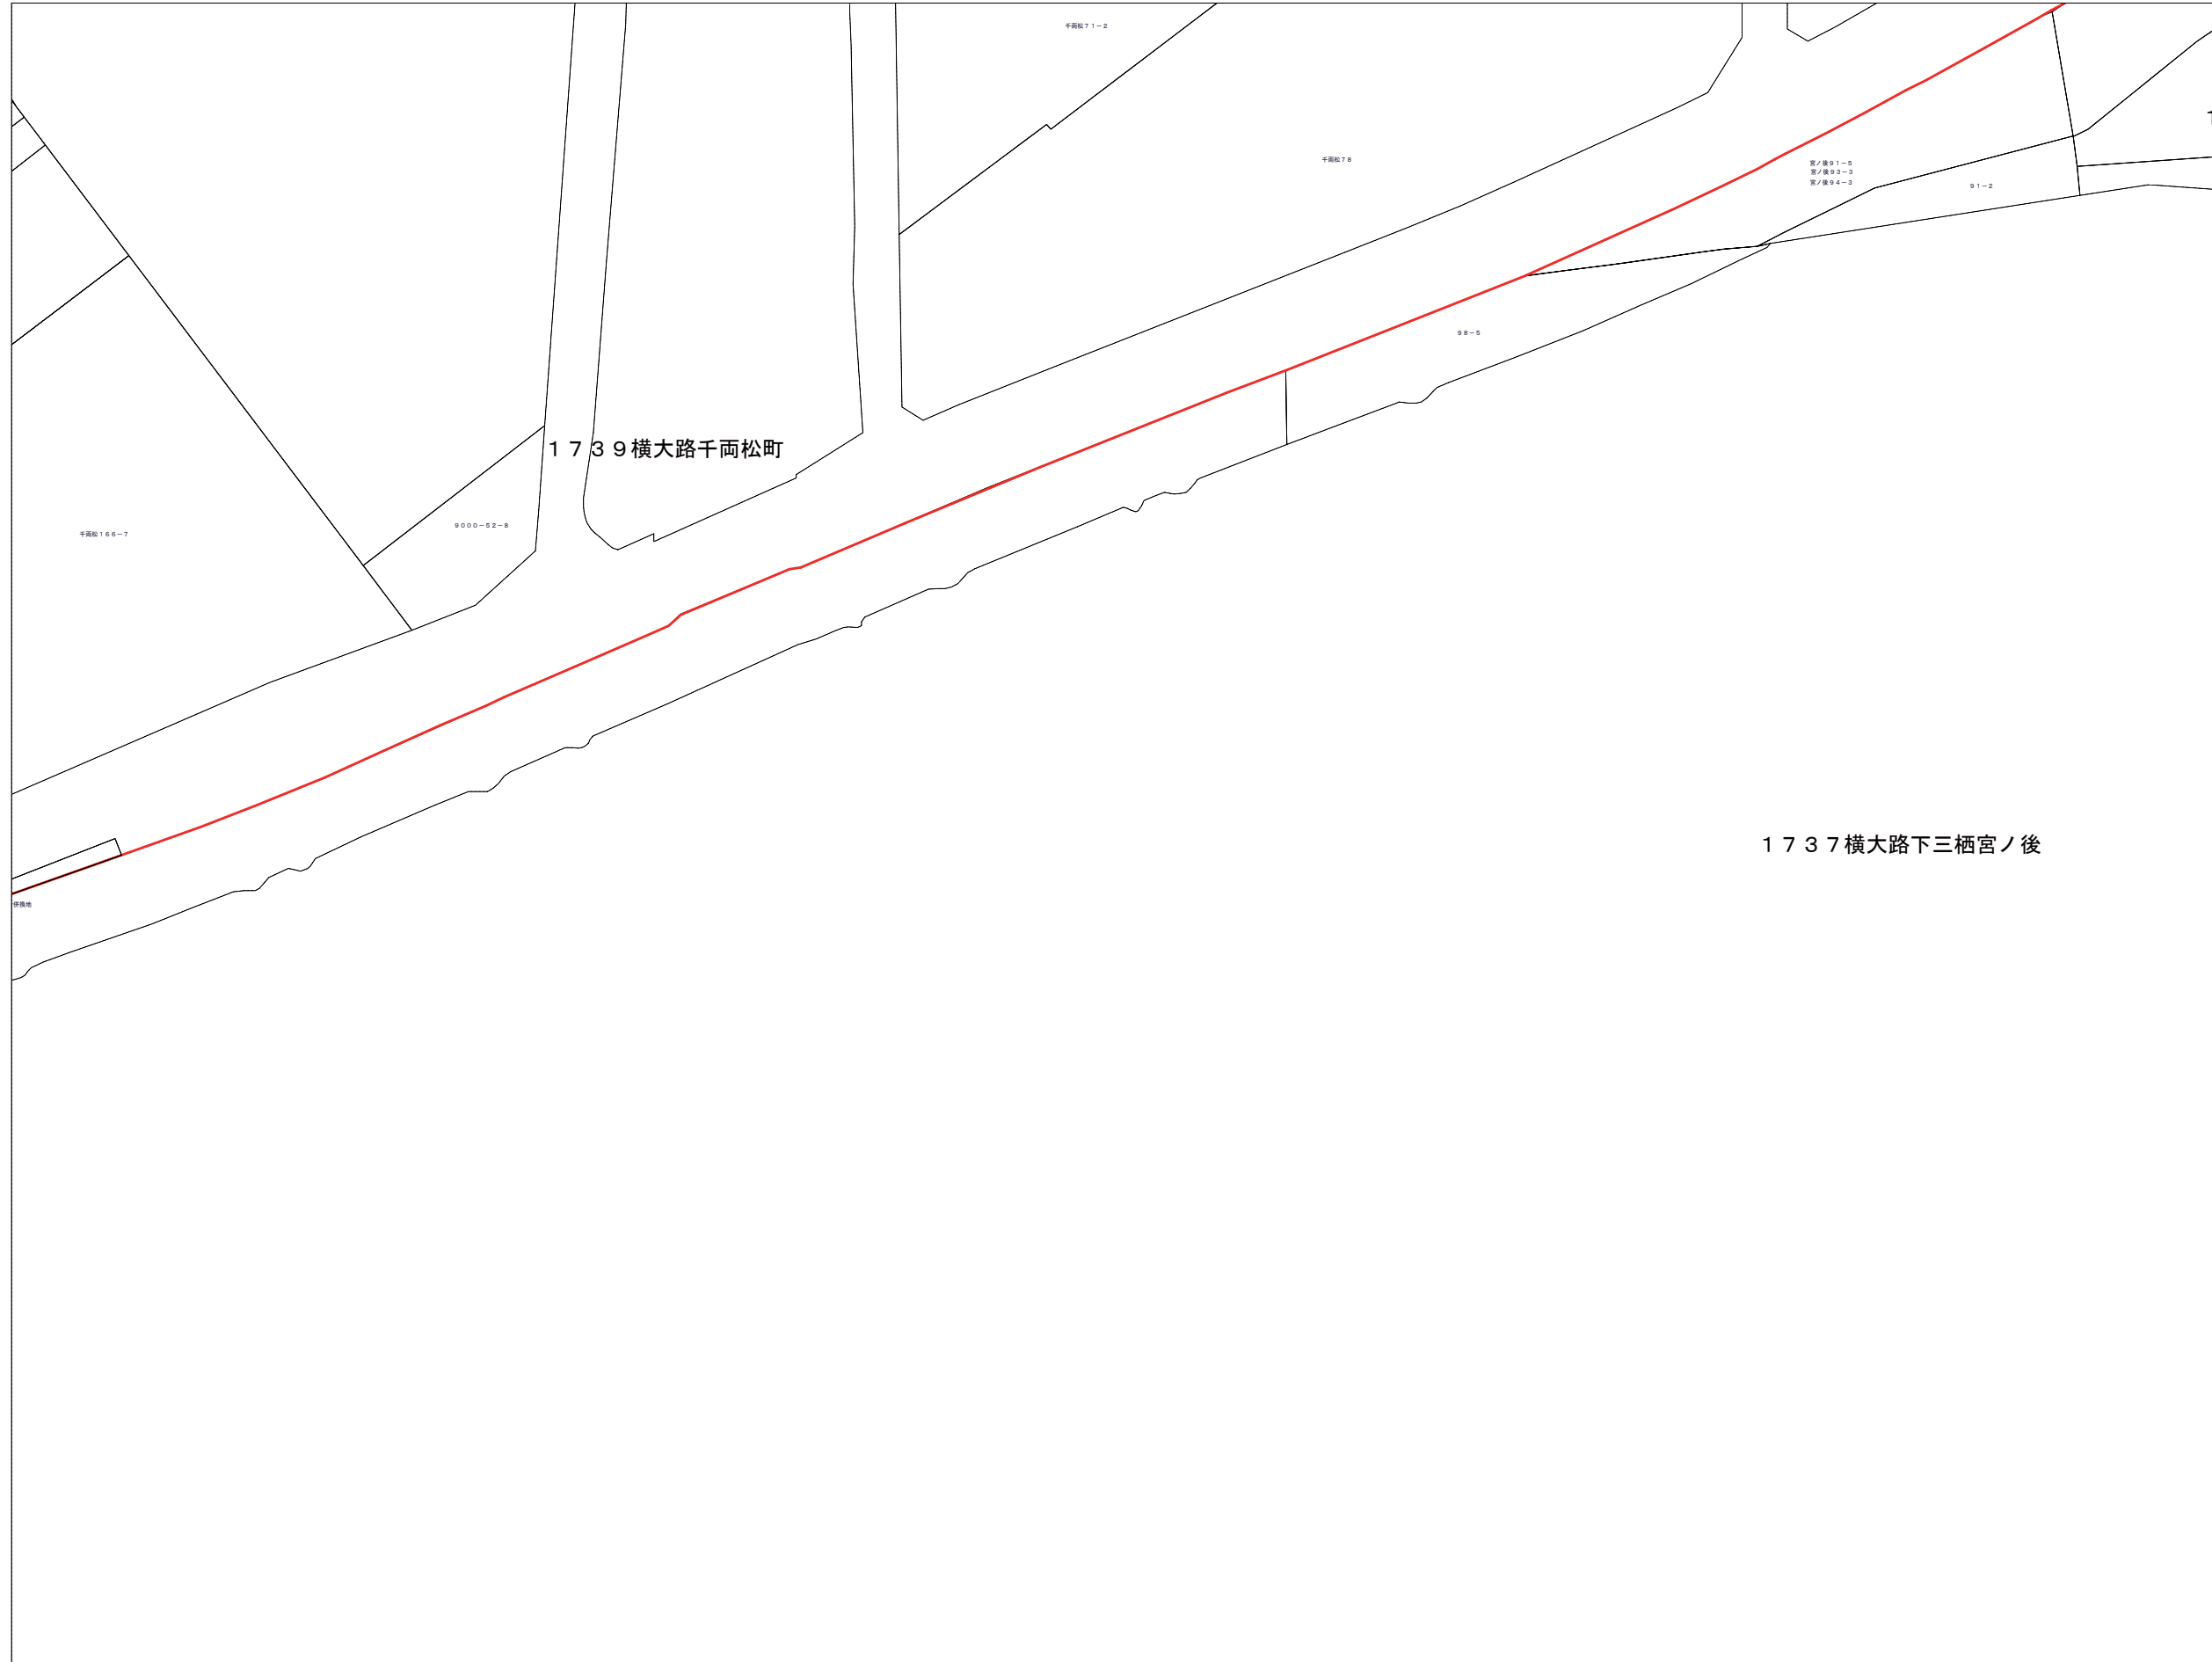 千両松７１－２
千両松７８
宮ノ後９１－５
宮ノ後９３－３
宮ノ後９４－３
９１－２
９８－５
１７３９横大路千両松町
９０００－５２－８
千両松１６６－７
１７３７横大路下三栖宮ノ後
併換地